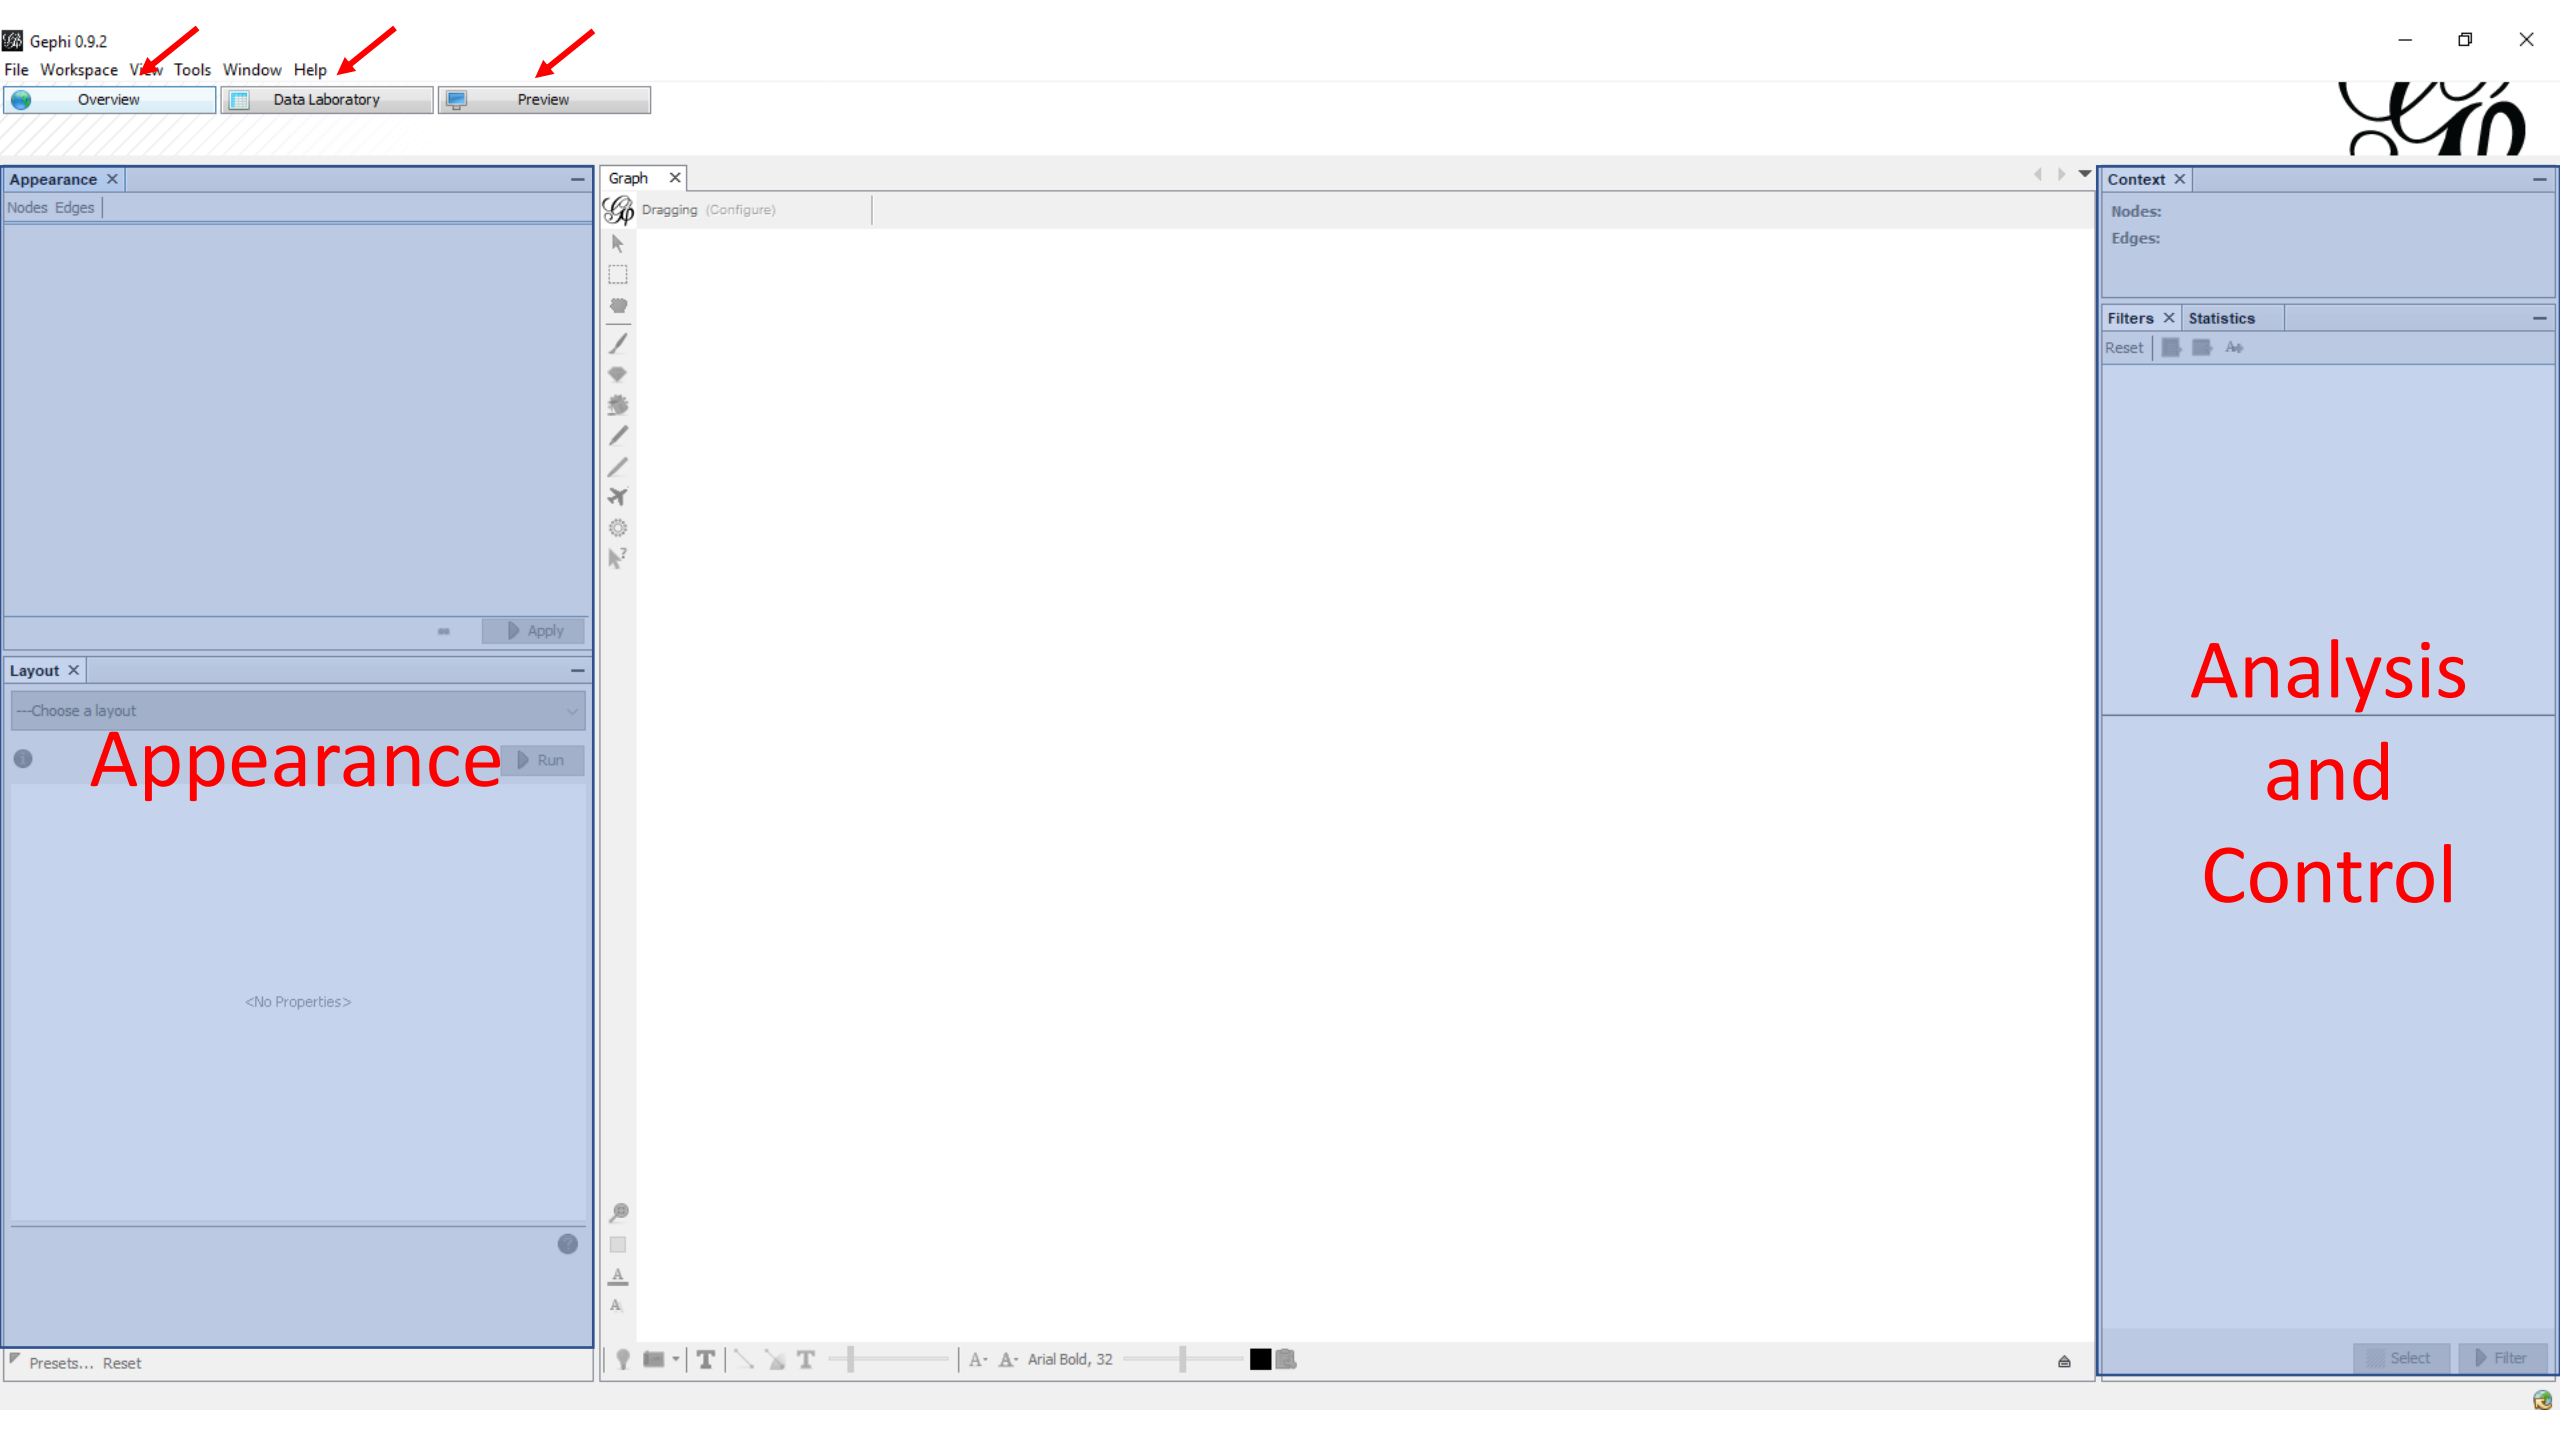 Gephi 0.9.2
File Workspace View Tools Window Help
Overview Data Laboratory Preview
Appearance
Nodes Edges
Apply
Layout
---Choose a layout
Run
Appearance
<No Properties>
Presets... Reset
Graph
Dragging (Configure)
T T A- A- Arial Bold, 32
Context
Nodes:
Edges:
Filters Statistics
Reset
Analysis
and
Control
Select Filter